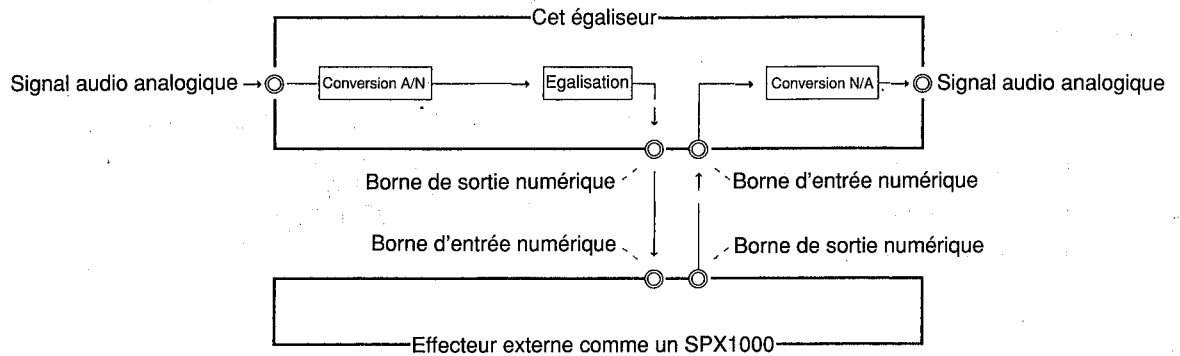 Cet égaliseur
Signal audio analogique
Conversion A/N
Egalisation
Conversion N/A
Signal audio analogique
Borne de sortie numérique
Borne d'entrée numérique
Borne d'entrée numérique
Borne de sortie numérique
Effecteur externe comme un SPX1000